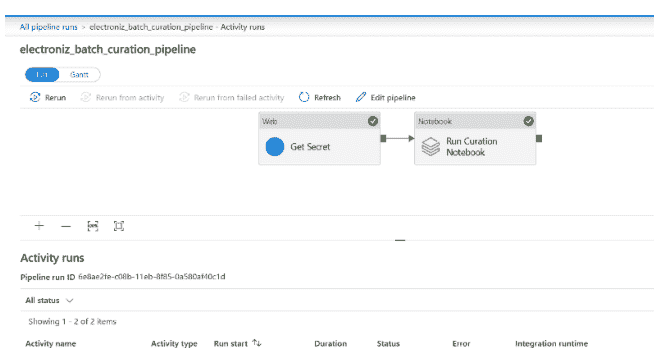 All pipeline runs > electroniz_batch_curation_pipeline - Activity runs
electroniz_batch_curation_pipeline
List Gantt
Rerun Rerun from activity Rerun from failed activity Refresh Edit pipeline
Web Notebook
Get Secret Run Curation
Notebook
Activity runs
Pipeline run ID 6e8ae2fe-c08b-11eb-8f85-0a580af40c1d
All status
Showing 1 - 2 of 2 items
Activity name Activity type Run start Duration Status Error Integration runtime